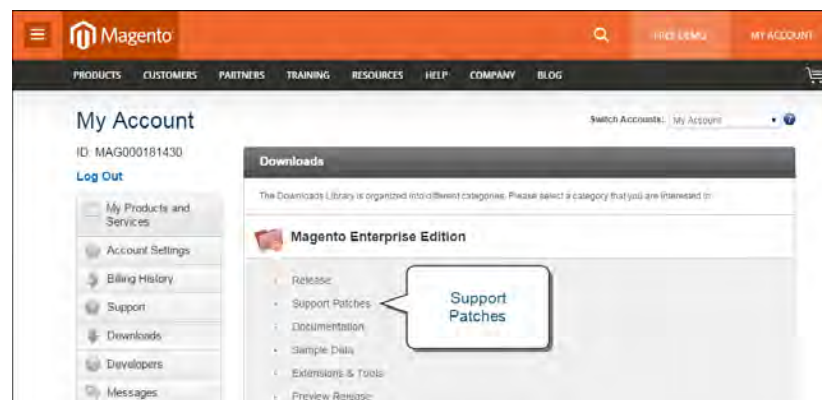 Magento
FREE DEMO
MY ACCOUNT
PRODUCTS CUSTOMERS PARTNERS TRAINING RESOURCES HELP COMPANY BLOG
My Account
Switch Accounts: My Account
ID: MAG000181430
Log Out
Downloads
The Downloads Library is organized into different categories. Please select a category that you are interested in.
My Products and
Services
Magento Enterprise Edition
Account Settings
Billing History
Support
Downloads
Developers
Messages
Release
Support Patches
Documentation
Sample Data
Extensions & Tools
Preview Release
Support
Patches